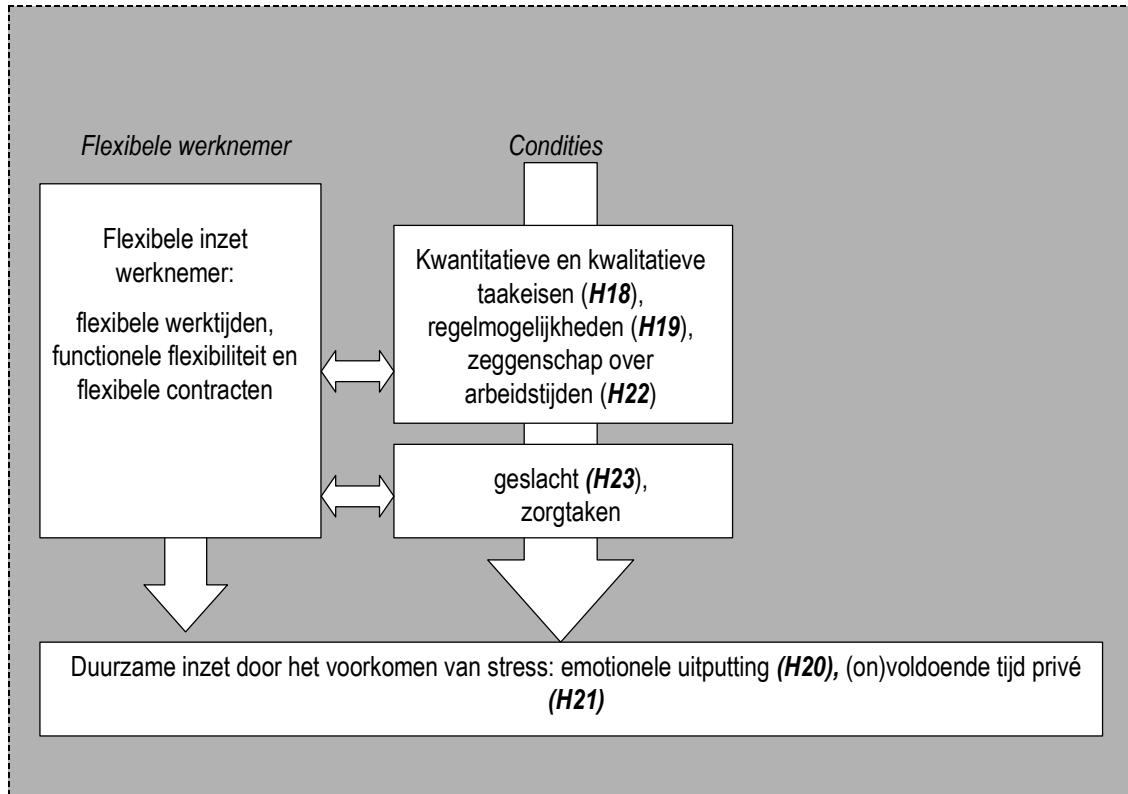 Flexibele werknemer
Condities
Flexibele inzet
werknemer:
flexibele werktijden,
functionele flexibiliteit en
flexibele contracten
Kwantitatieve en kwalitatieve
taakeisen (H18),
regelmogelijkheden (H19),
zeggenschap over
arbeidstijden (H22)
geslacht (H23),
zorgtaken
Duurzame inzet door het voorkomen van stress: emotionele uitputting (H20), (on)voldoende tijd privé
(H21)